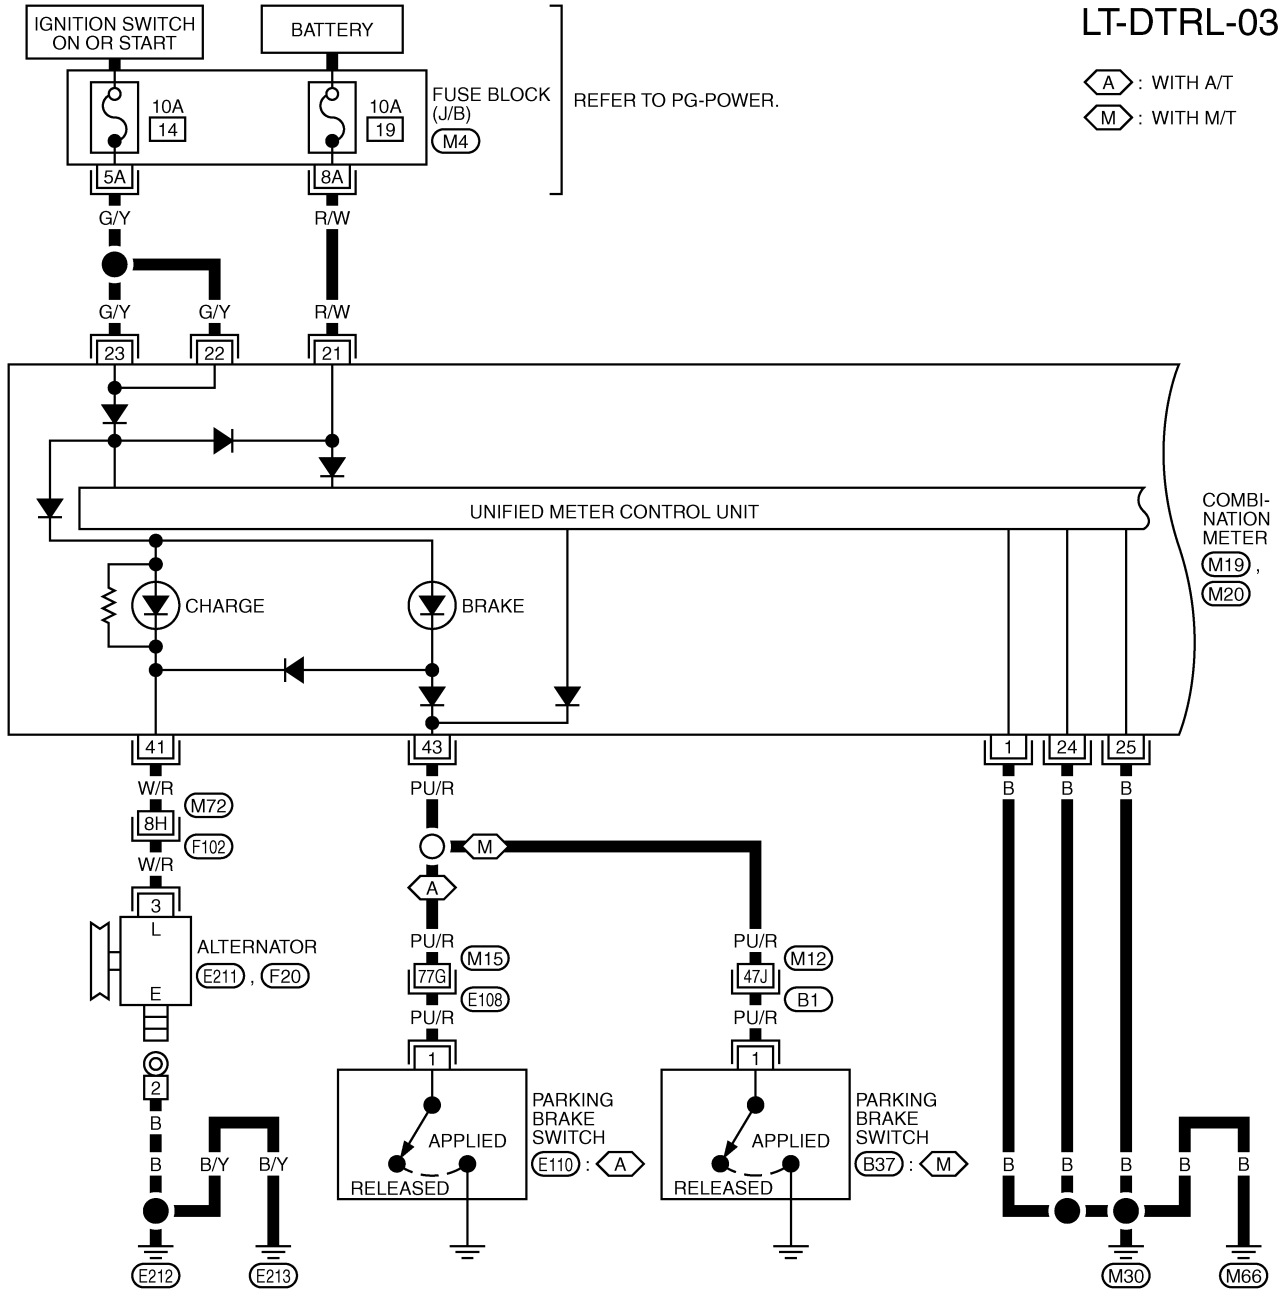 LT-DTRL-03
IGNITION SWITCH
ON OR START
BATTERY
A : WITH A/T
M : WITH M/T
10A
14
10A
19
FUSE BLOCK
(J/B)
M4
REFER TO PG-POWER.
5A
8A
G/Y
R/W
G/Y
G/Y
R/W
23
22
21
UNIFIED METER CONTROL UNIT
COMBI-
NATION
METER
M19 ,
M20
CHARGE
BRAKE
41
43
1
24
25
W/R
PU/R
B
B
B
M72
8H
F102
W/R
M
A
3
L
E
ALTERNATOR
E211 , F20
PU/R
M15
77G
E108
PU/R
PU/R
M12
47J
B1
PU/R
1
1
2
B
B
B/Y
B/Y
PARKING
BRAKE
SWITCH
E110 : A
APPLIED
RELEASED
PARKING
BRAKE
SWITCH
B37 : M
APPLIED
RELEASED
B
B
B
B
B
E212
E213
M30
M66